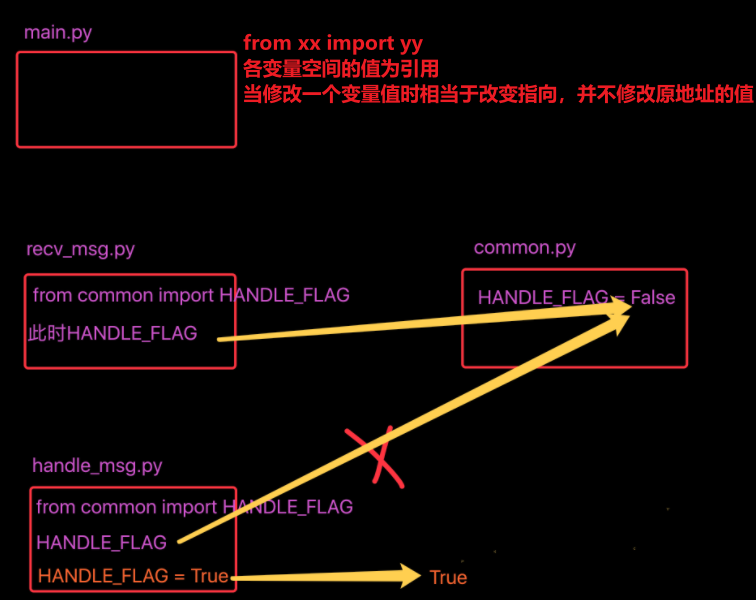 main.py
from xx import yy
各变量空间的值为引用
当修改一个变量值时相当于改变指向，并不修改原地址的值
recv_msg.py
from common import HANDLE_FLAG
此时HANDLE_FLAG
common.py
HANDLE_FLAG = False
handle_msg.py
from common import HANDLE_FLAG
HANDLE_FLAG
HANDLE_FLAG = True
True